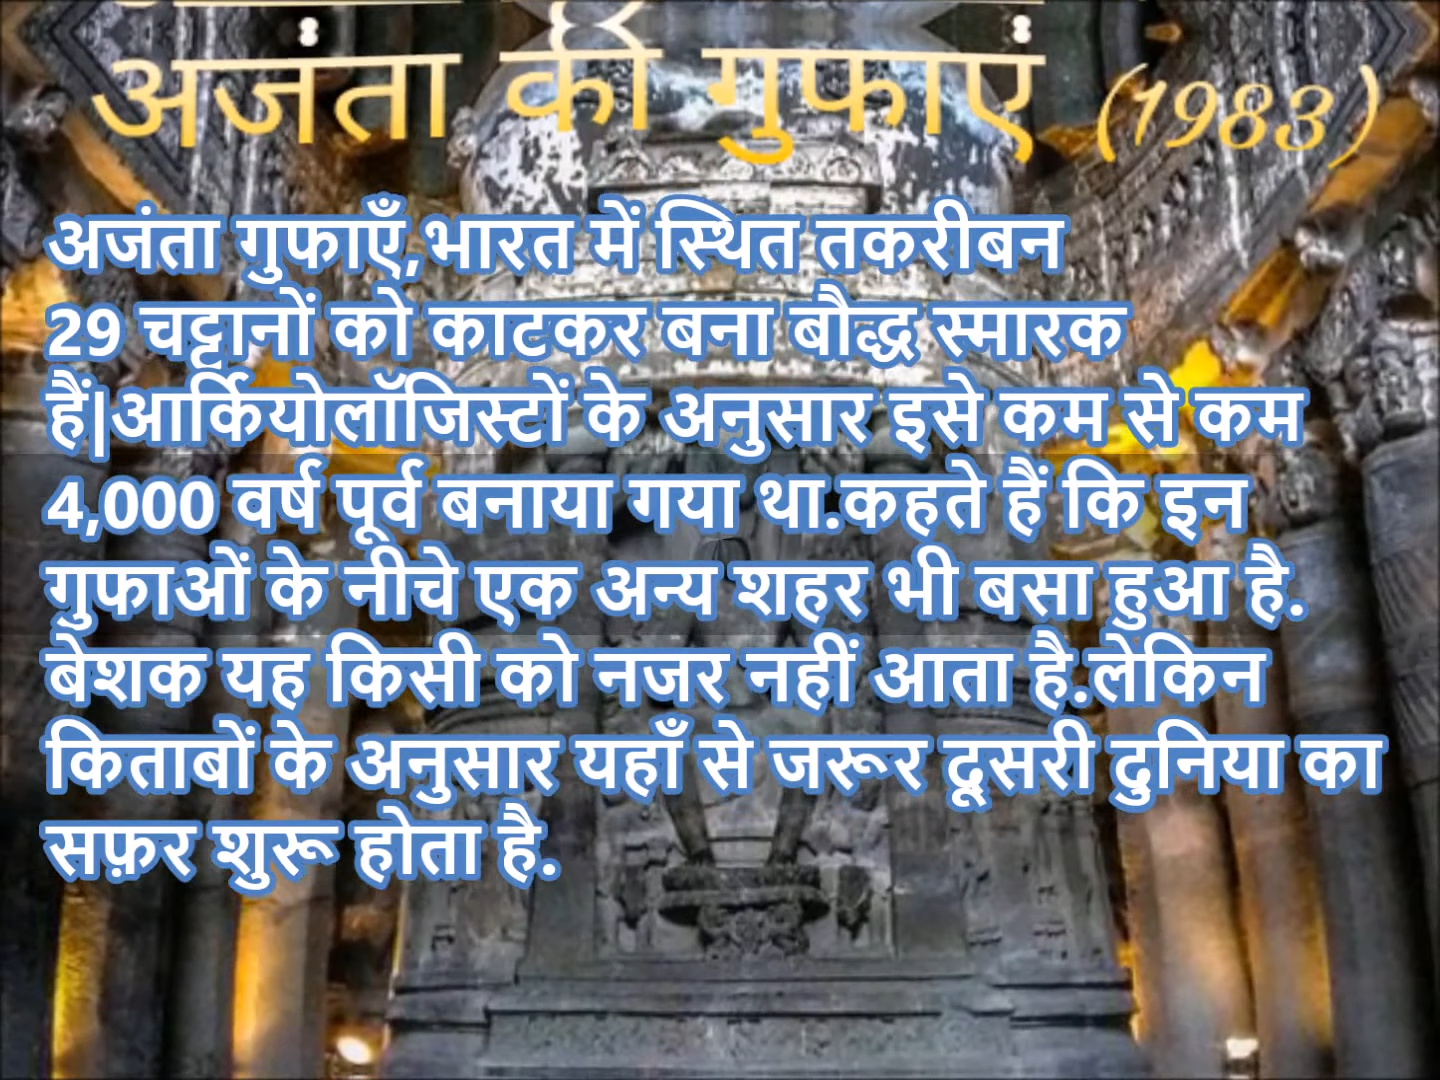 अजंता की गुफाएं (1983)
अजंता गुफाएँ,भारत में स्थित तकरीबन
29 चट्टानों को काटकर बना बौद्ध स्मारक
हैं|आर्कियोलॉजिस्टों के अनुसार इसे कम से कम
4,000 वर्ष पूर्व बनाया गया था.कहते हैं कि इन
गुफाओं के नीचे एक अन्य शहर भी बसा हुआ है.
बेशक यह किसी को नजर नहीं आता है.लेकिन
किताबों के अनुसार यहाँ से जरूर दूसरी दुनिया का
सफ़र शुरू होता है.